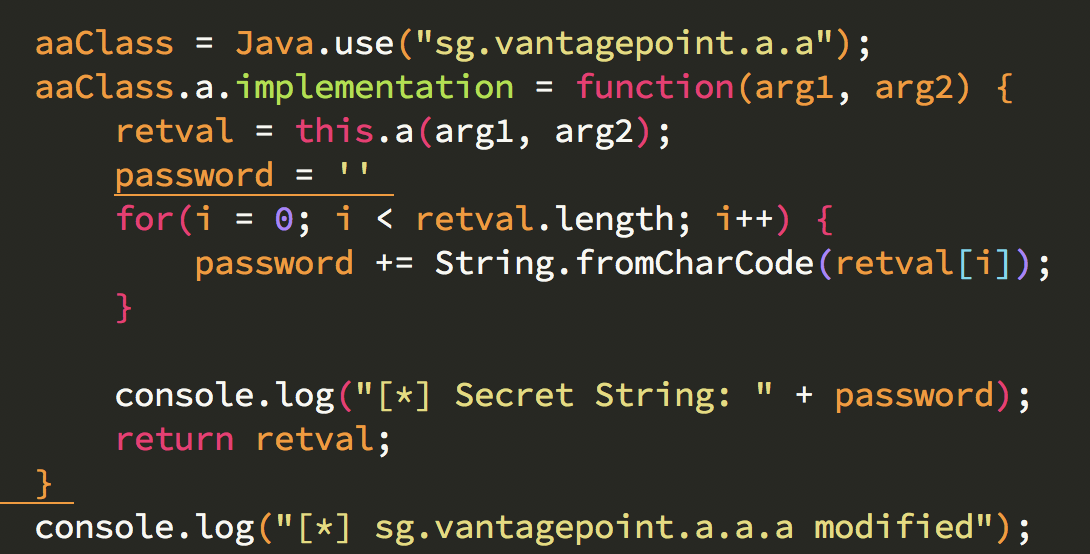 aaClass = Java.use("sg.vantagepoint.a.a");
aaClass.a.implementation = function(arg1, arg2) {
    retval = this.a(arg1, arg2);
    password = ''
    for(i = 0; i < retval.length; i++) {
        password += String.fromCharCode(retval[i]);
    }

    console.log("[*] Secret String: " + password);
    return retval;
}
console.log("[*] sg.vantagepoint.a.a.a modified");